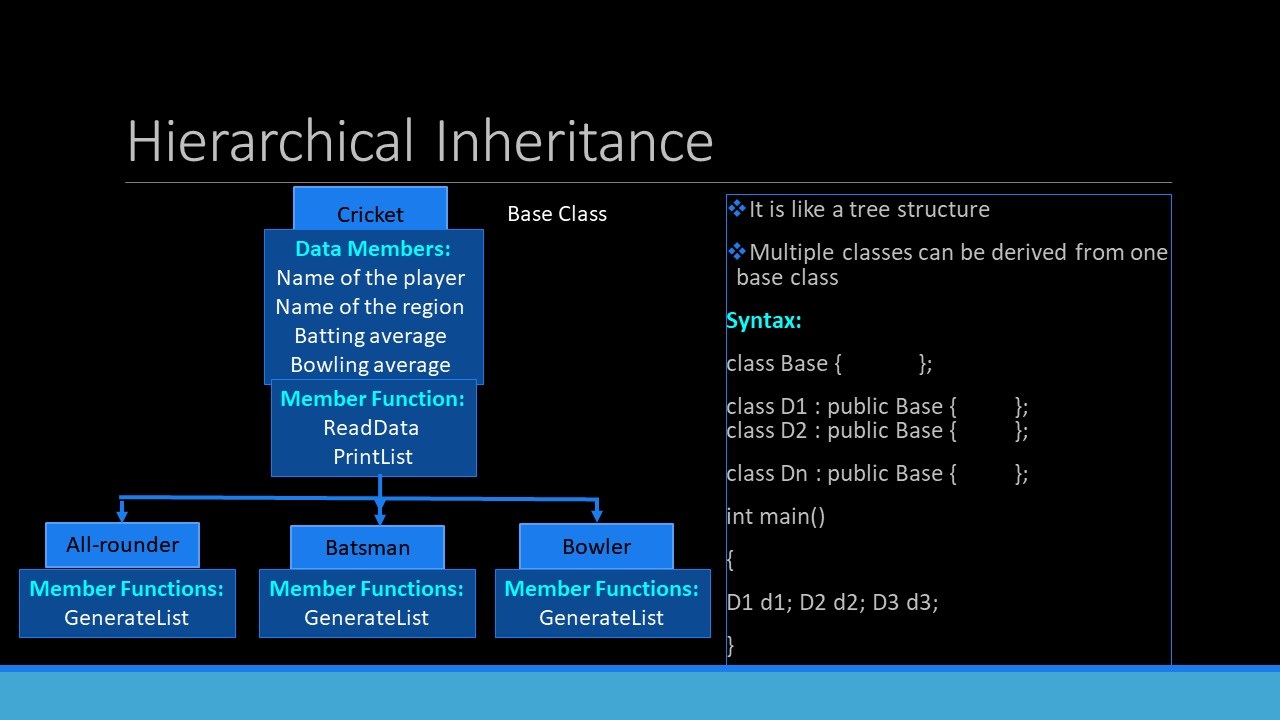 Hierarchical Inheritance
Cricket
Base Class
Data Members:
Name of the player
Name of the region
Batting average
Bowling average
Member Function:
ReadData
PrintList
All-rounder
Member Functions:
GenerateList
Batsman
Member Functions:
GenerateList
Bowler
Member Functions:
GenerateList
❖It is like a tree structure
❖Multiple classes can be derived from one
base class
Syntax:
class Base { };
class D1 : public Base { };
class D2 : public Base { };
class Dn : public Base { };
int main()
{
D1 d1; D2 d2; D3 d3;
}